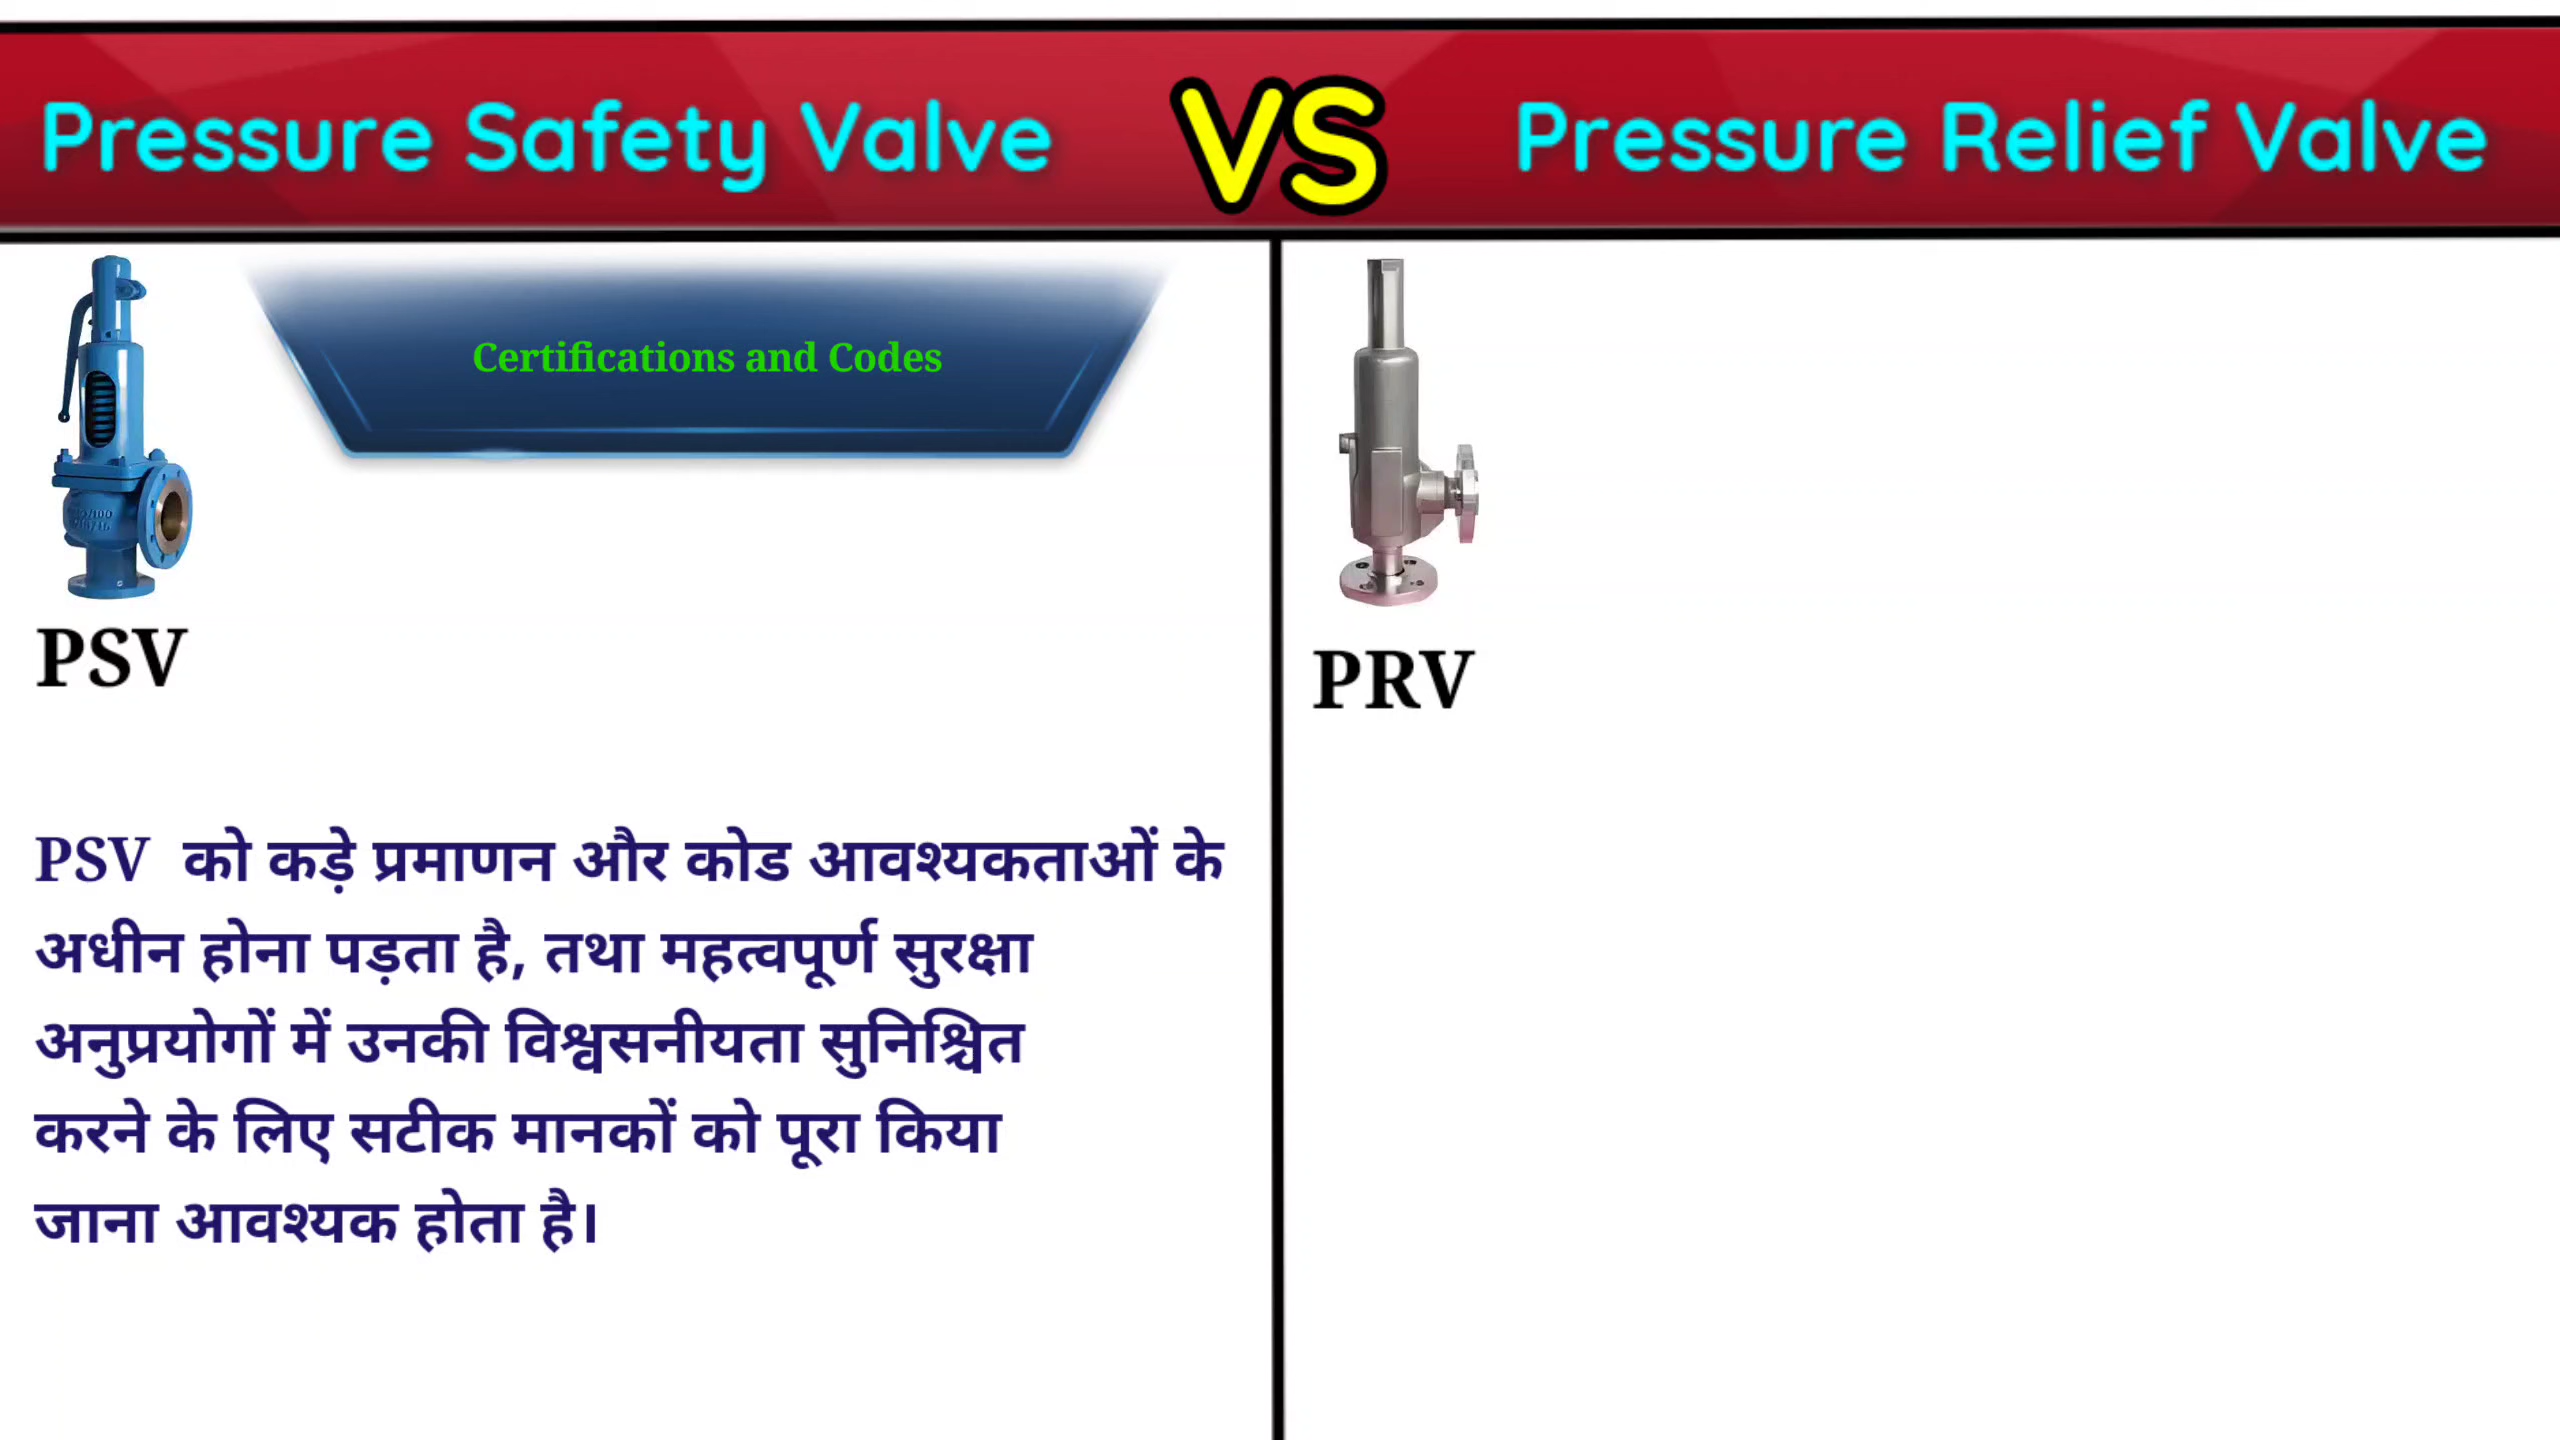 Pressure Safety Valve VS Pressure Relief Valve
Certifications and Codes
PSV
PSV को कड़े प्रमाणन और कोड आवश्यकताओं के
अधीन होना पड़ता है, तथा महत्वपूर्ण सुरक्षा
अनुप्रयोगों में उनकी विश्वसनीयता सुनिश्चित
करने के लिए सटीक मानकों को पूरा किया
जाना आवश्यक होता है।
PRV